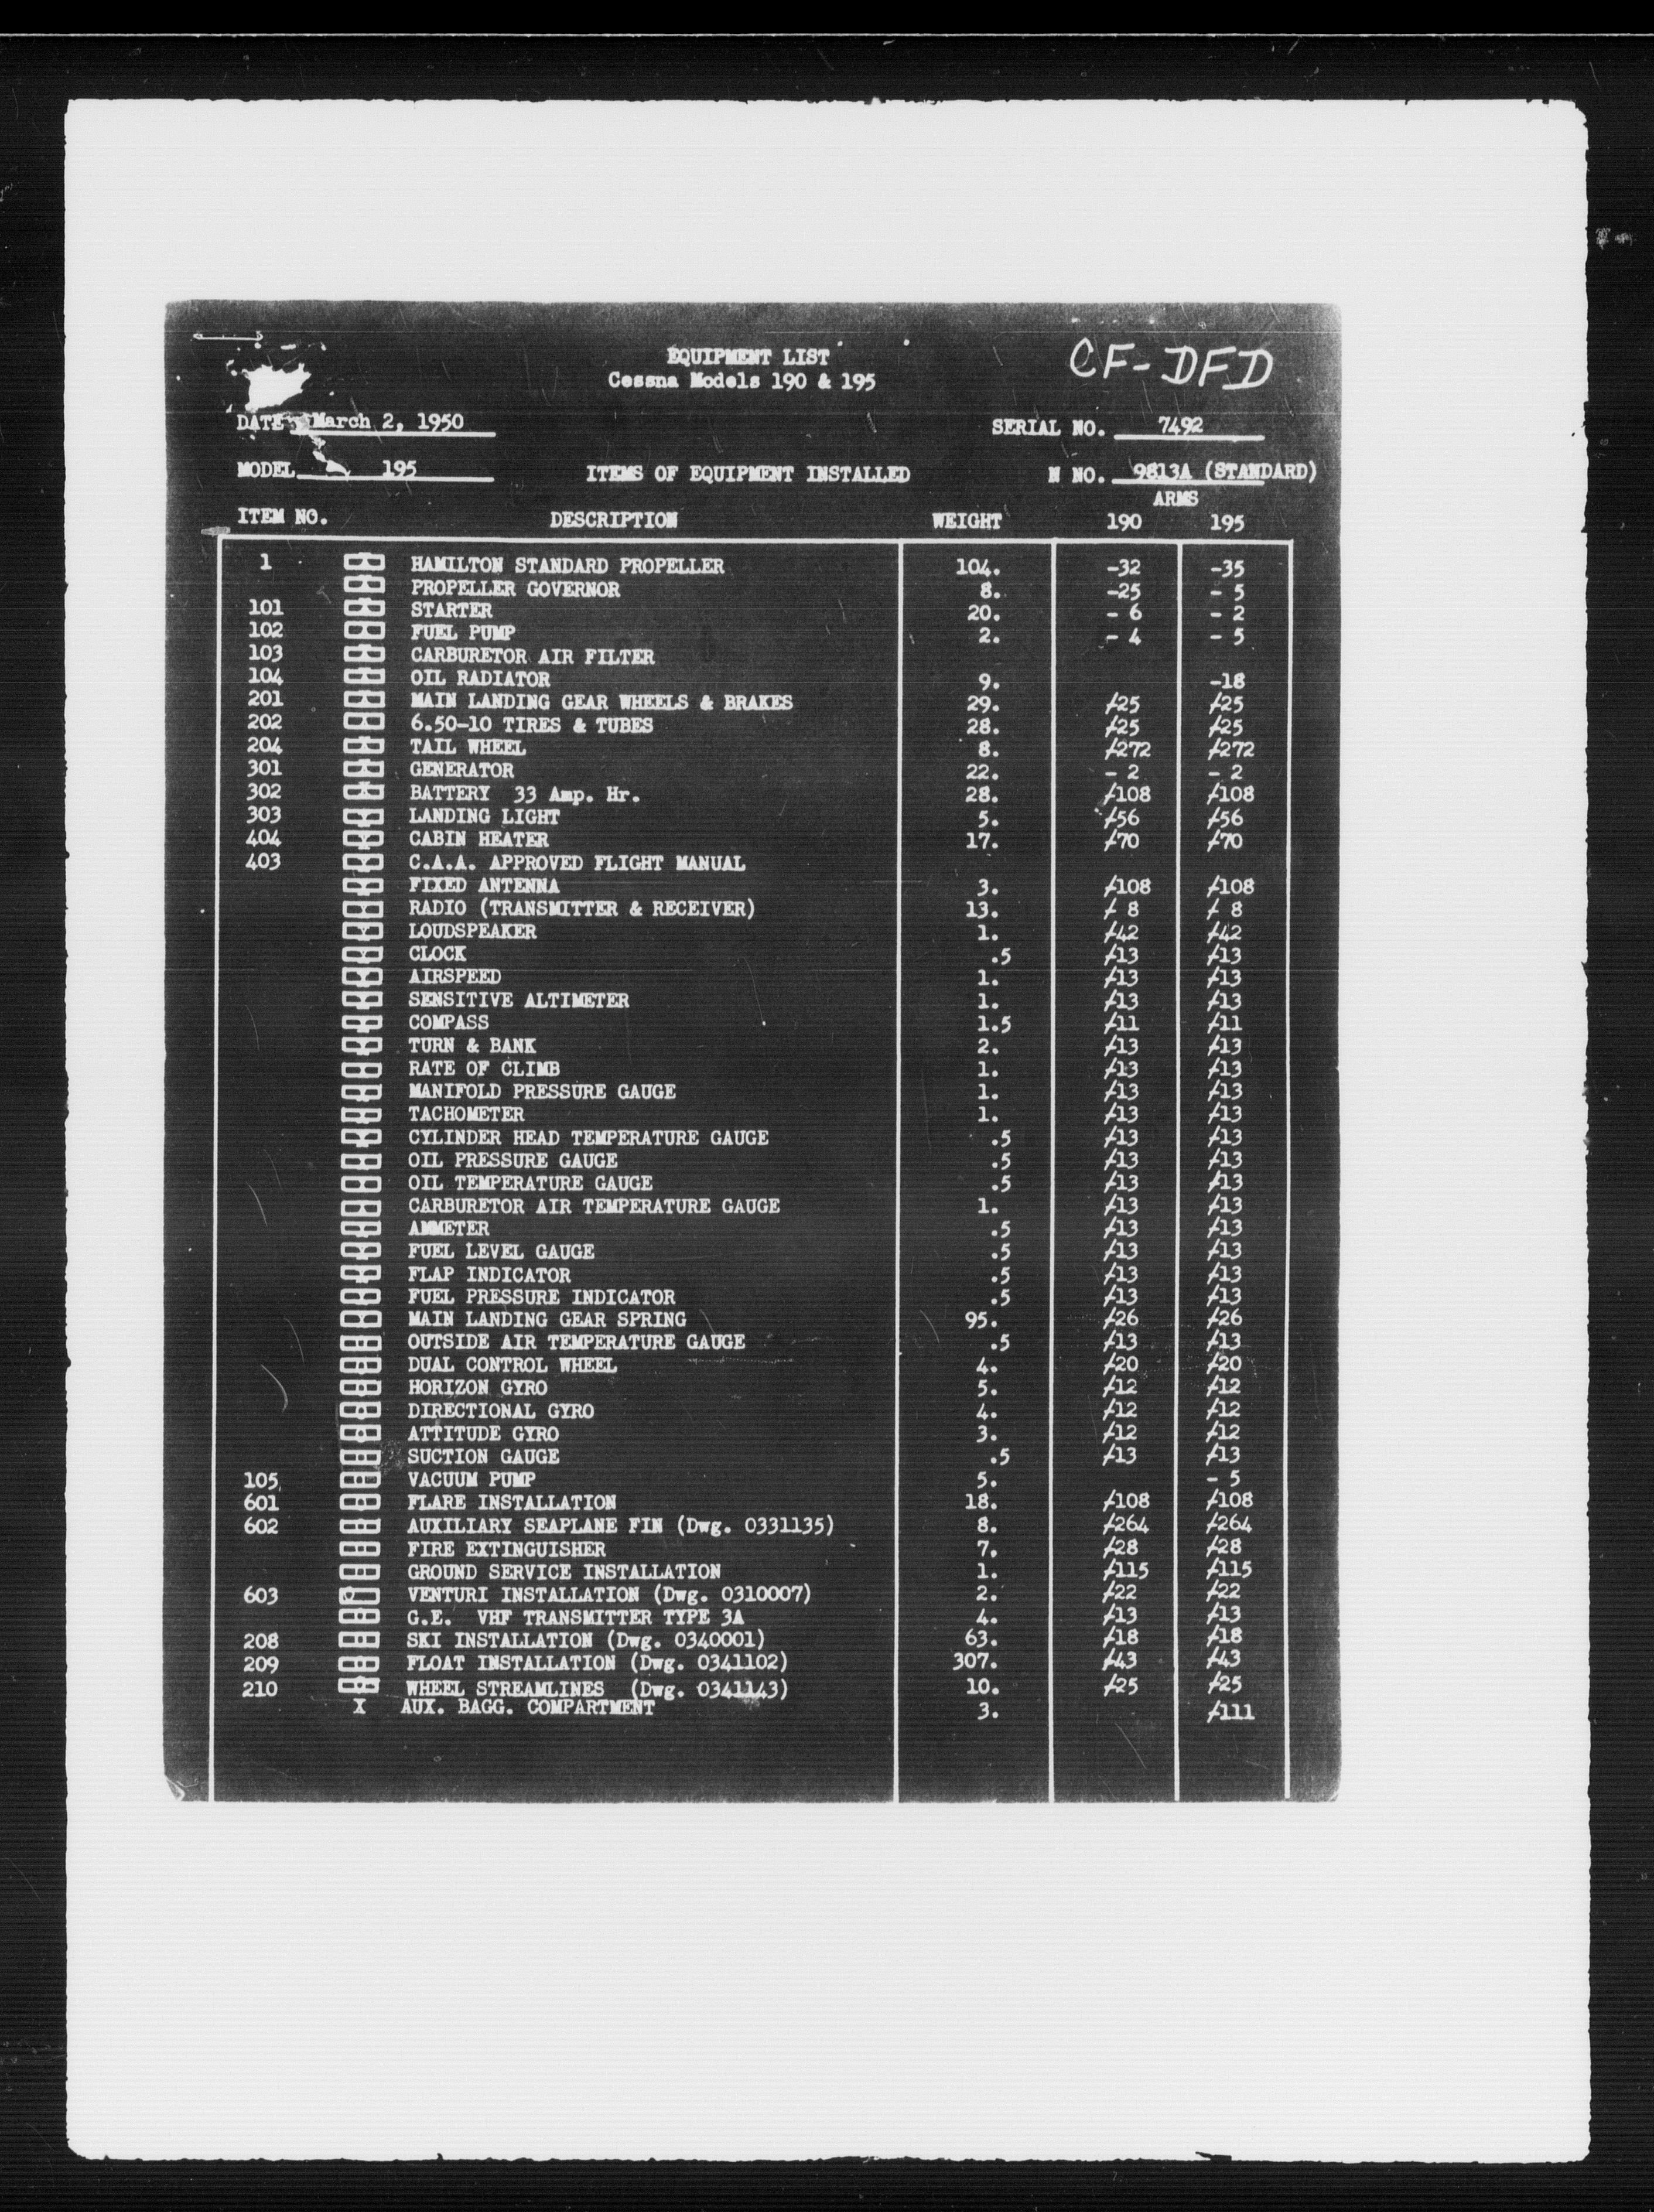 EQUIPMENT LIST
Cessna Models 190 & 195
CF-DFD
DATE March 2, 1950
SERIAL NO. 7492
MODEL 195 ITEMS OF EQUIPMENT INSTALLED N NO. 9813A (STANDARD)
ARMS
ITEM NO. DESCRIPTION WEIGHT 190 195
1 HAMILTON STANDARD PROPELLER 104. -32 -35
PROPELLER GOVERNOR 8. -25 - 5
101 STARTER 20. - 6 - 2
102 FUEL PUMP 2. - 4 - 5
103 CARBURETOR AIR FILTER
104 OIL RADIATOR 9. -18
201 MAIN LANDING GEAR WHEELS & BRAKES 29. /25 /25
202 6.50-10 TIRES & TUBES 28. /25 /25
204 TAIL WHEEL 8. /272 /272
301 GENERATOR 22. - 2 - 2
302 BATTERY 33 Amp. Hr. 28. /108 /108
303 LANDING LIGHT 5. /56 /56
404 CABIN HEATER 17. /70 /70
403 C.A.A. APPROVED FLIGHT MANUAL
FIXED ANTENNA 3. /108 /108
RADIO (TRANSMITTER & RECEIVER) 13. / 8 / 8
LOUDSPEAKER 1. /42 /42
CLOCK .5 /13 /13
AIRSPEED 1. /13 /13
SENSITIVE ALTIMETER 1. /13 /13
COMPASS 1.5 /11 /11
TURN & BANK 2. /13 /13
RATE OF CLIMB 1. /13 /13
MANIFOLD PRESSURE GAUGE 1. /13 /13
TACHOMETER 1. /13 /13
CYLINDER HEAD TEMPERATURE GAUGE .5 /13 /13
OIL PRESSURE GAUGE .5 /13 /13
OIL TEMPERATURE GAUGE .5 /13 /13
CARBURETOR AIR TEMPERATURE GAUGE 1. /13 /13
AMMETER .5 /13 /13
FUEL LEVEL GAUGE .5 /13 /13
FLAP INDICATOR .5 /13 /13
FUEL PRESSURE INDICATOR .5 /13 /13
MAIN LANDING GEAR SPRING 95. /26 /26
OUTSIDE AIR TEMPERATURE GAUGE .5 /13 /13
DUAL CONTROL WHEEL 4. /20 /20
HORIZON GYRO 5. /12 /12
DIRECTIONAL GYRO 4. /12 /12
ATTITUDE GYRO 3. /12 /12
SUCTION GAUGE .5 /13 /13
105 VACUUM PUMP 5. - 5
601 FLARE INSTALLATION 18. /108 /108
602 AUXILIARY SEAPLANE FIN (Dwg. 0331135) 8. /264 /264
FIRE EXTINGUISHER 7. /28 /28
GROUND SERVICE INSTALLATION 1. /115 /115
603 VENTURI INSTALLATION (Dwg. 0310007) 2. /22 /22
G.E. VHF TRANSMITTER TYPE 3A 4. /13 /13
208 SKI INSTALLATION (Dwg. 0340001) 63. /18 /18
209 FLOAT INSTALLATION (Dwg. 0341102) 307. /43 /43
210 WHEEL STREAMLINES (Dwg. 0341143) 10. /25 /25
X AUX. BAGG. COMPARTMENT 3. /111